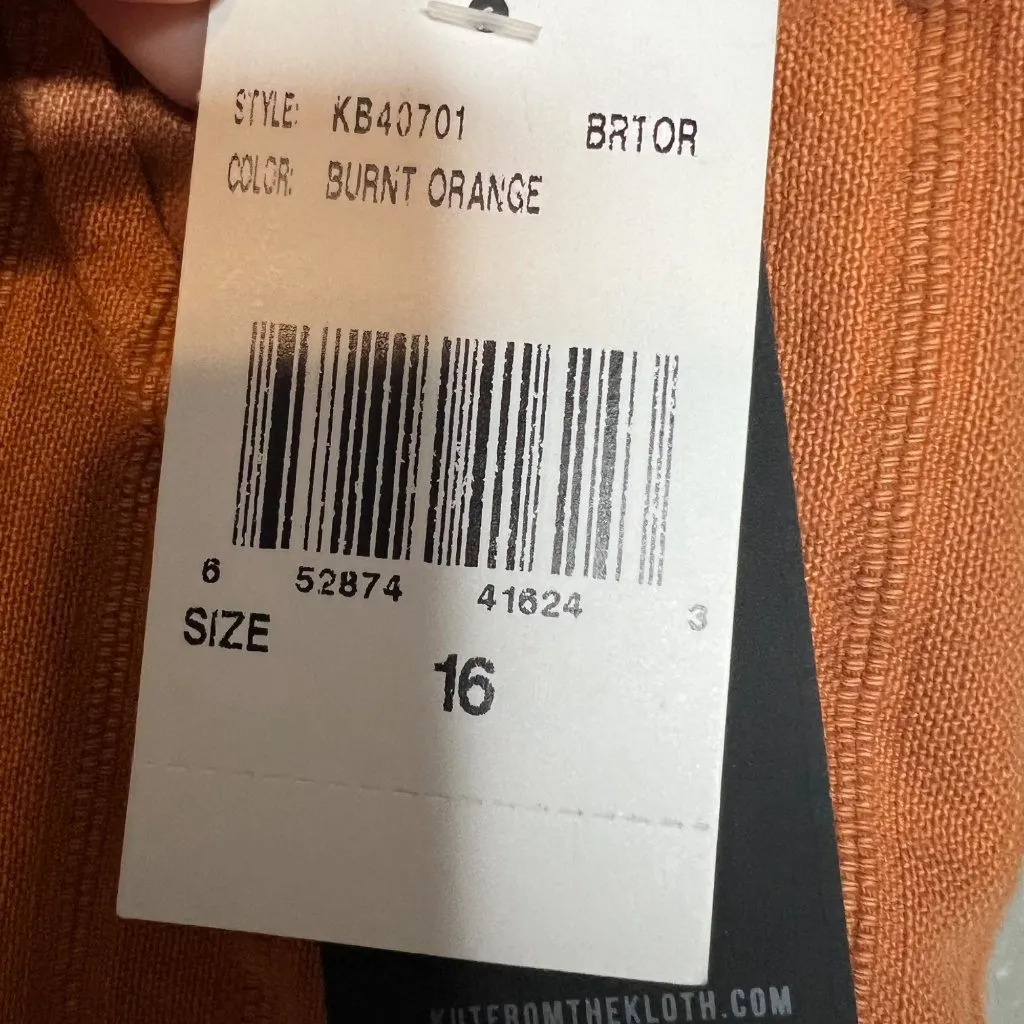 STYLE: KB40701 BRTOR
COLOR: BURNT ORANGE
6 52874 41624 3
SIZE
16
KUTFROMTHEKLOTH.COM